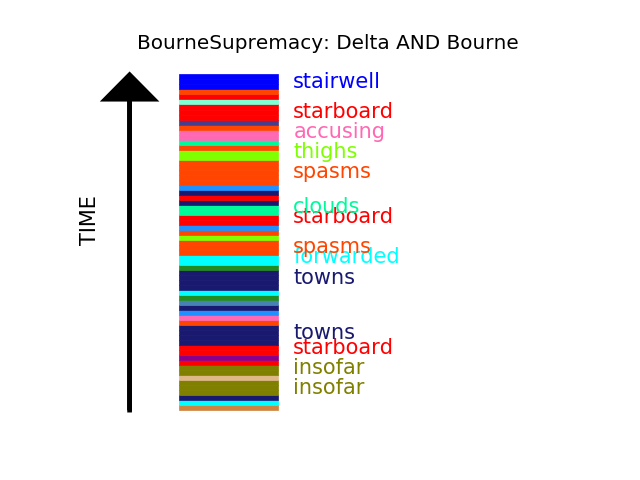 BourneSupremacy: Delta AND Bourne
stairwell
starboard
accusing
thighs
spasms
clouds
starboard
spasms
forwarded
towns
towns
starboard
insofar
insofar
TIME